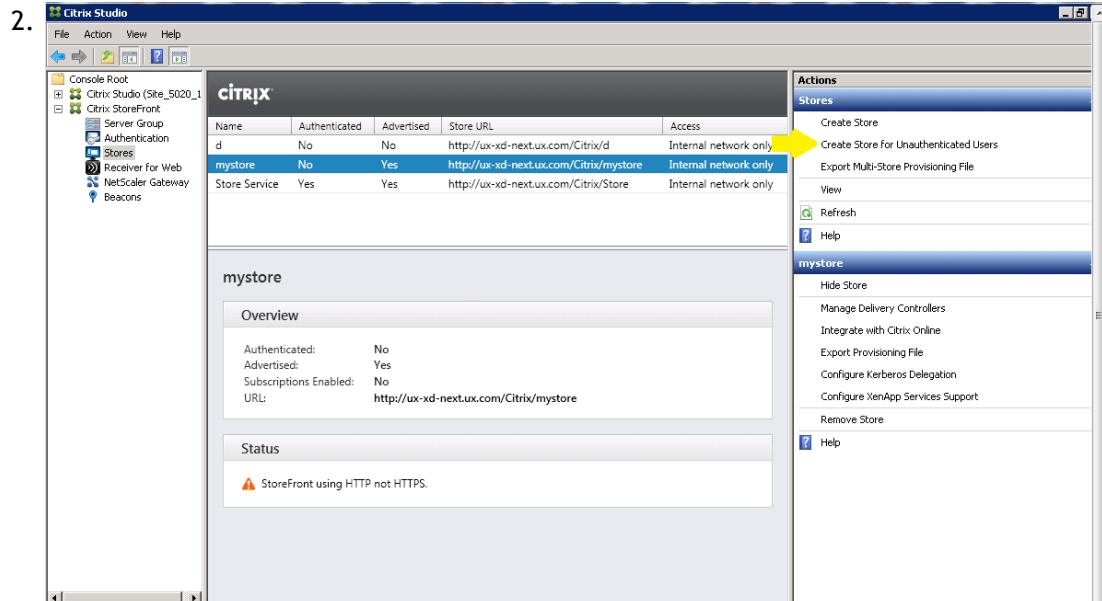 2.
Citrix Studio
File Action View Help
Console Root
Citrix Studio (Site_5020_1
Citrix StoreFront
Server Group
Authentication
Stores
Receiver for Web
NetScaler Gateway
Beacons
CITRIX
Name Authenticated Advertised Store URL Access
d No No http://ux-xd-next.ux.com/Citrix/d Internal network only
mystore No Yes http://ux-xd-next.ux.com/Citrix/mystore Internal network only
Store Service Yes Yes http://ux-xd-next.ux.com/Citrix/Store Internal network only
mystore
Overview
Authenticated: No
Advertised: Yes
Subscriptions Enabled: No
URL: http://ux-xd-next.ux.com/Citrix/mystore
Status
StoreFront using HTTP not HTTPS.
Actions
Stores
Create Store
Create Store for Unauthenticated Users
Export Multi-Store Provisioning File
View
Refresh
Help
mystore
Hide Store
Manage Delivery Controllers
Integrate with Citrix Online
Export Provisioning File
Configure Kerberos Delegation
Configure XenApp Services Support
Remove Store
Help